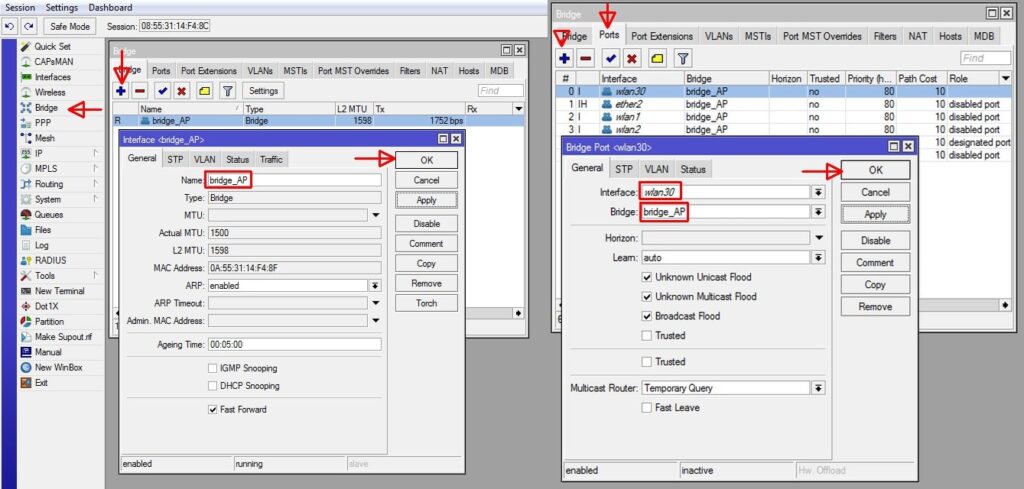 Session Settings Dashboard
Safe Mode Session: 08:55:31:14:F4:8C
Quick Set
CAPsMAN
Interfaces
Wireless
Bridge
PPP
Mesh
IP
MPLS
Routing
System
Queues
Files
Log
RADIUS
Tools
New Terminal
Dot1X
Partition
Make Supout.rif
Manual
New WinBox
Exit
Bridge
Bridge Ports Port Extensions VLANs MSTIs Port MST Overrides Filters NAT Hosts MDB
Settings Find
Name Type L2 MTU Tx Rx
R bridge_AP Bridge 1598 1752 bps
Interface <bridge_AP>
General STP VLAN Status Traffic
Name: bridge_AP
Type: Bridge
MTU:
Actual MTU: 1500
L2 MTU: 1598
MAC Address: 0A:55:31:14:F4:8F
ARP: enabled
ARP Timeout:
Admin. MAC Address:
Ageing Time: 00:05:00
IGMP Snooping
DHCP Snooping
Fast Forward
OK
Cancel
Apply
Disable
Comment
Copy
Remove
Torch
enabled running slave
Bridge
Bridge Ports Port Extensions VLANs MSTIs Port MST Overrides Filters NAT Hosts MDB
Find
# Interface Bridge Horizon Trusted Priority (h... Path Cost Role
0 I wlan30 bridge_AP no 80 10
1 IH ether2 bridge_AP no 80 10 disabled port
2 I wlan1 bridge_AP no 80 10 disabled port
3 I wlan2 bridge_AP no 80 10 disabled port
10 designated port
10 disabled port
Bridge Port <wlan30>
General STP VLAN Status
Interface: wlan30
Bridge: bridge_AP
Horizon:
Learn: auto
Unknown Unicast Flood
Unknown Multicast Flood
Broadcast Flood
Trusted
Trusted
Multicast Router: Temporary Query
Fast Leave
OK
Cancel
Apply
Disable
Comment
Copy
Remove
enabled inactive Hw. Offload